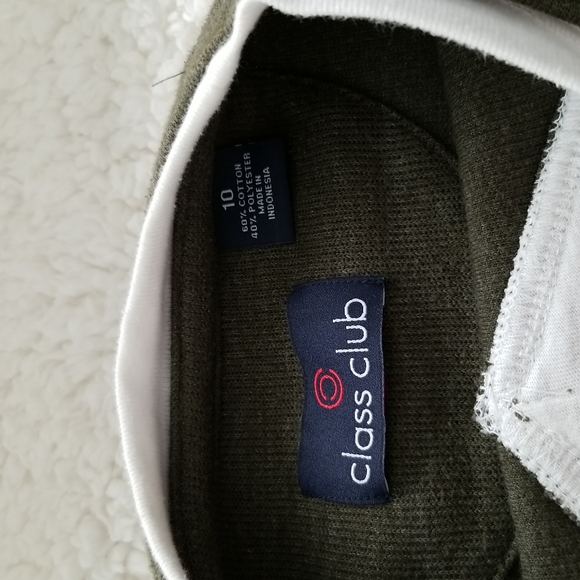 10
60% COTTON
40% POLYESTER
MADE IN
INDONESIA
class club